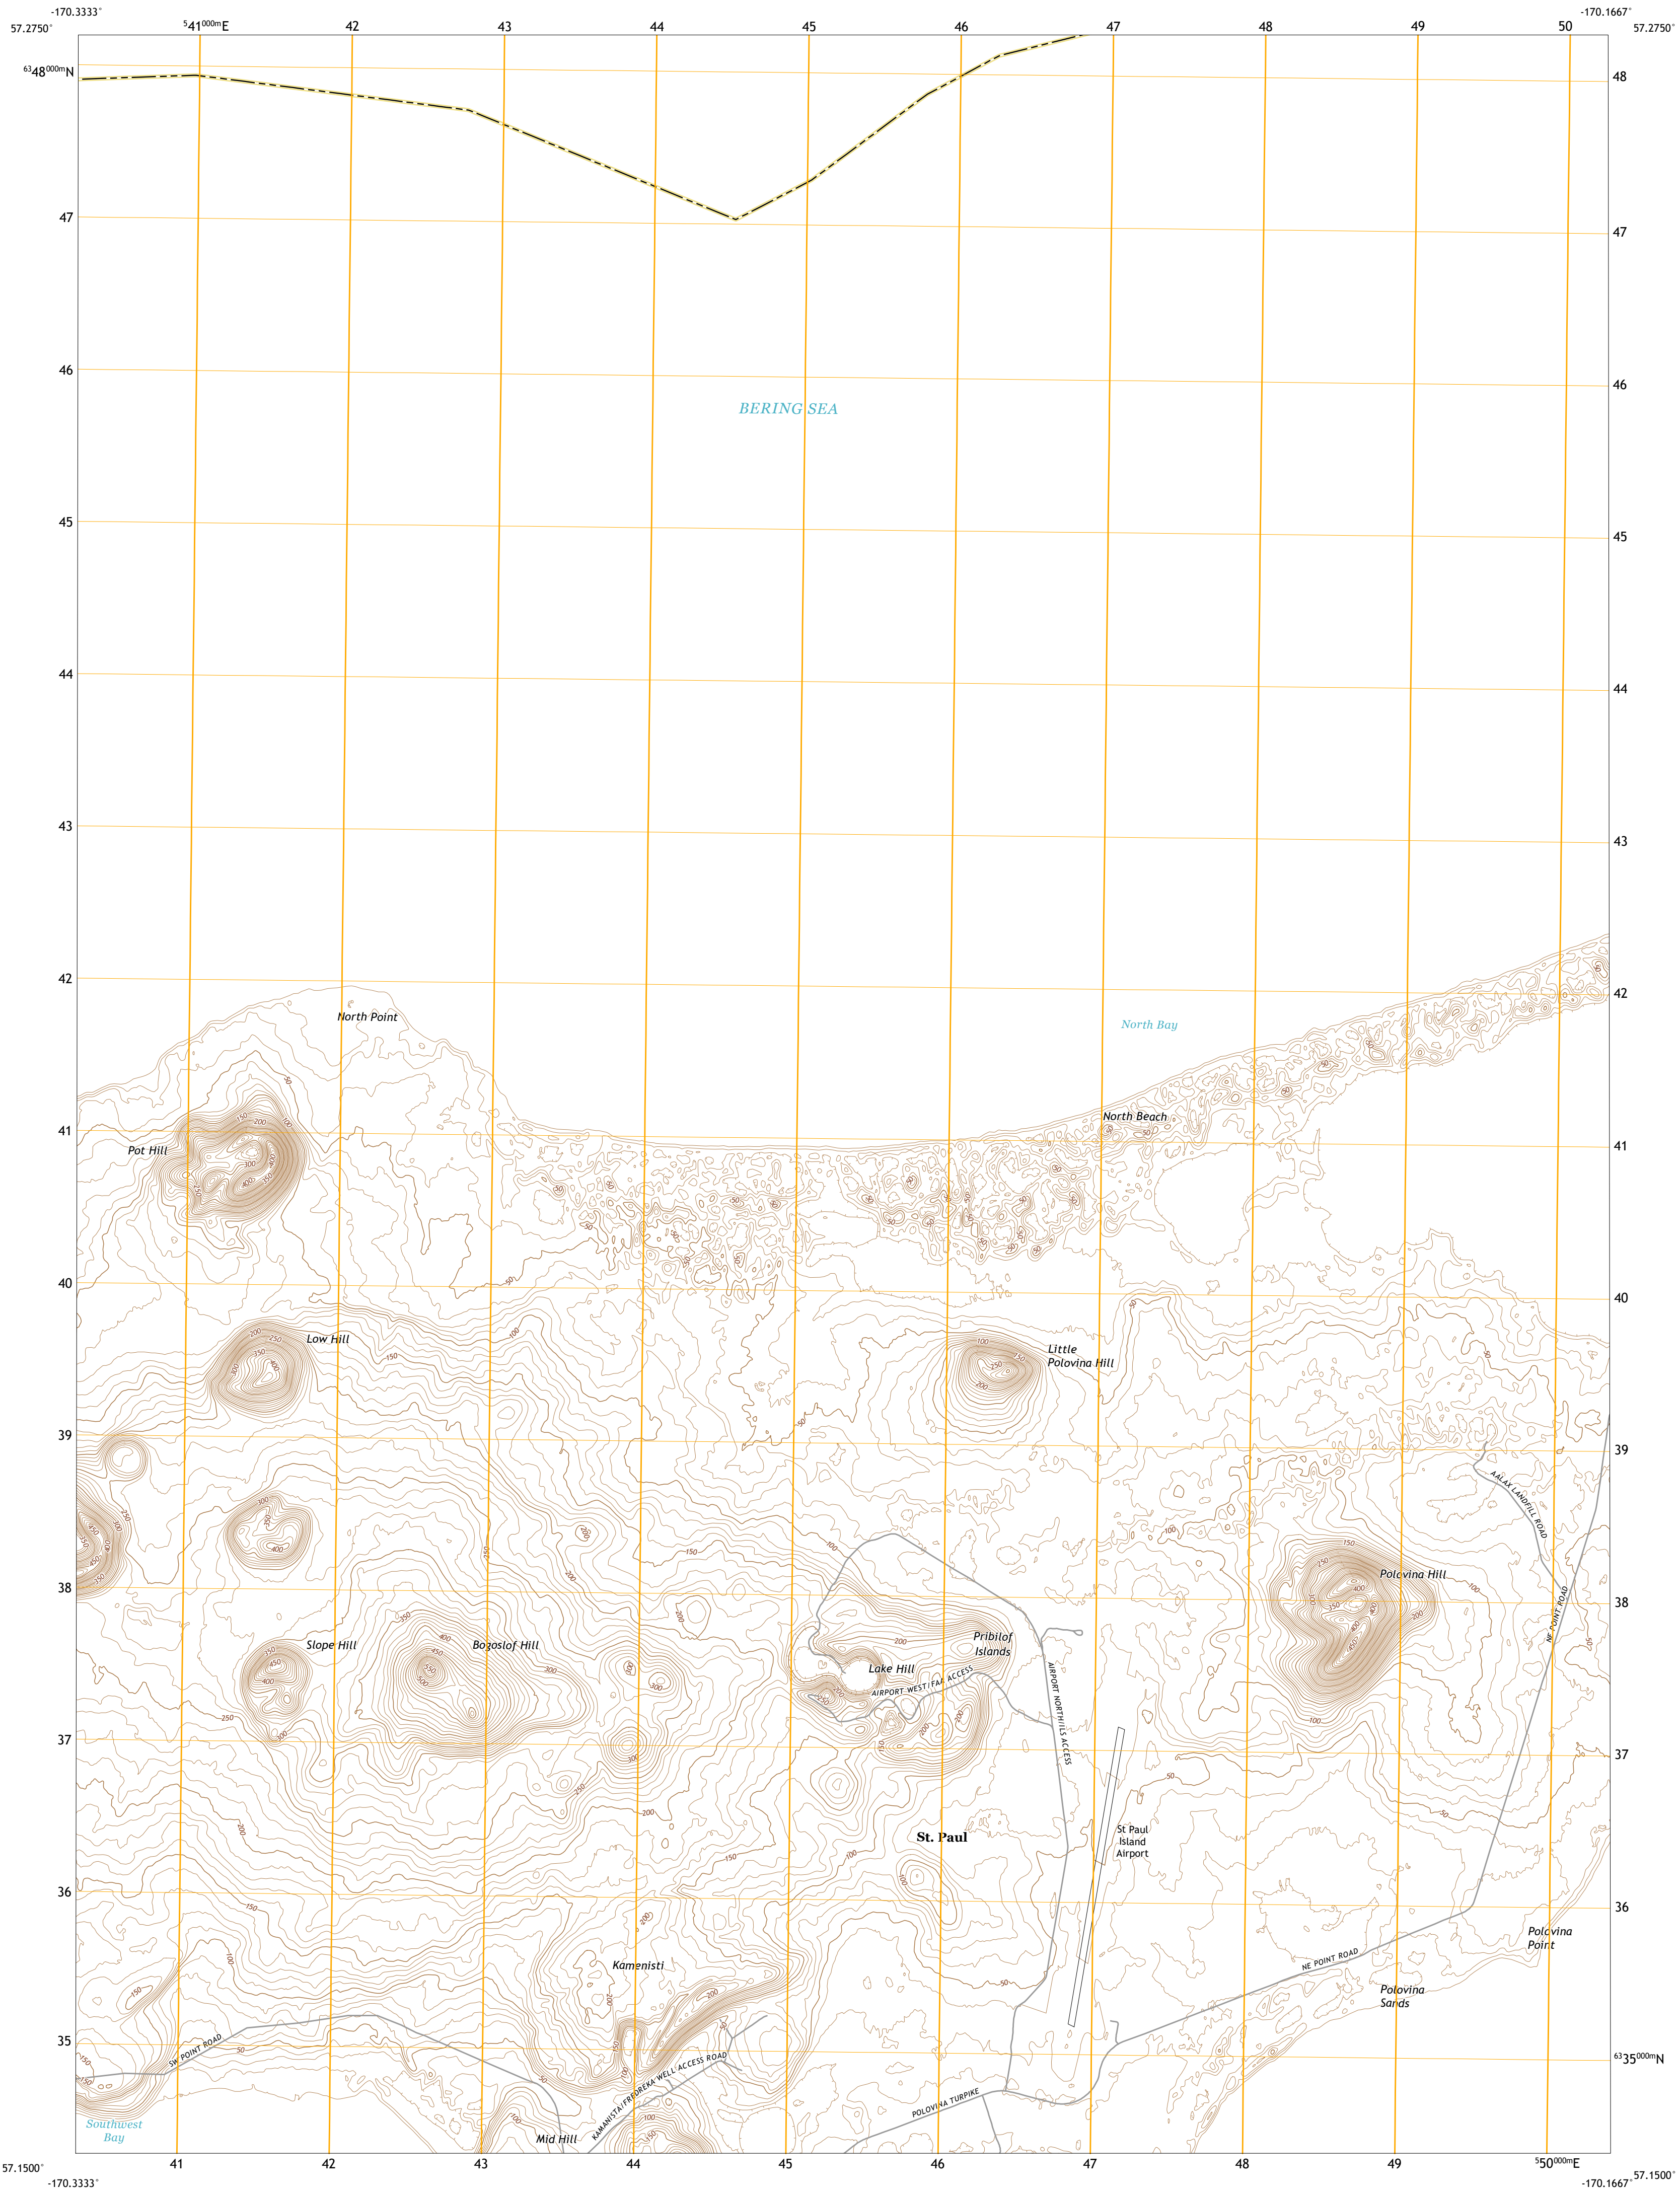 -170.3333°
-170.1667°
57.2750°
⁵41⁰⁰⁰ᵐE 42 43 44 45 46 47 48 49 50
57.2750°
⁶³48⁰⁰⁰ᵐN
48
47
47
46
46
BERING SEA
45
45
44
44
43
43
42
42
North Point
North Bay
North Beach
41
41
Pot Hill
40
40
Low Hill
Little
Polovina Hill
39
39
AALAX LANDFILL ROAD
38
38
Polovina Hill
NE POINT ROAD
Slope Hill
Bogoslof Hill
Pribilof
Islands
Lake Hill
AIRPORT WEST/FAA ACCESS
AIRPORT NORTH/ILS ACCESS
37
37
St. Paul
St Paul
Island
Airport
36
36
Polovina
Point
NE POINT ROAD
Kamenisti
Polovina
Sands
35
SW POINT ROAD
⁶³35⁰⁰⁰ᵐN
KAMANISTA/FREDREKA WELL ACCESS ROAD
POLOVINA TURPIKE
Southwest
Bay
Mid Hill
57.1500°
41 42 43 44 45 46 47 48 49 ⁵50⁰⁰⁰ᵐE
57.1500°
-170.3333°
-170.1667°